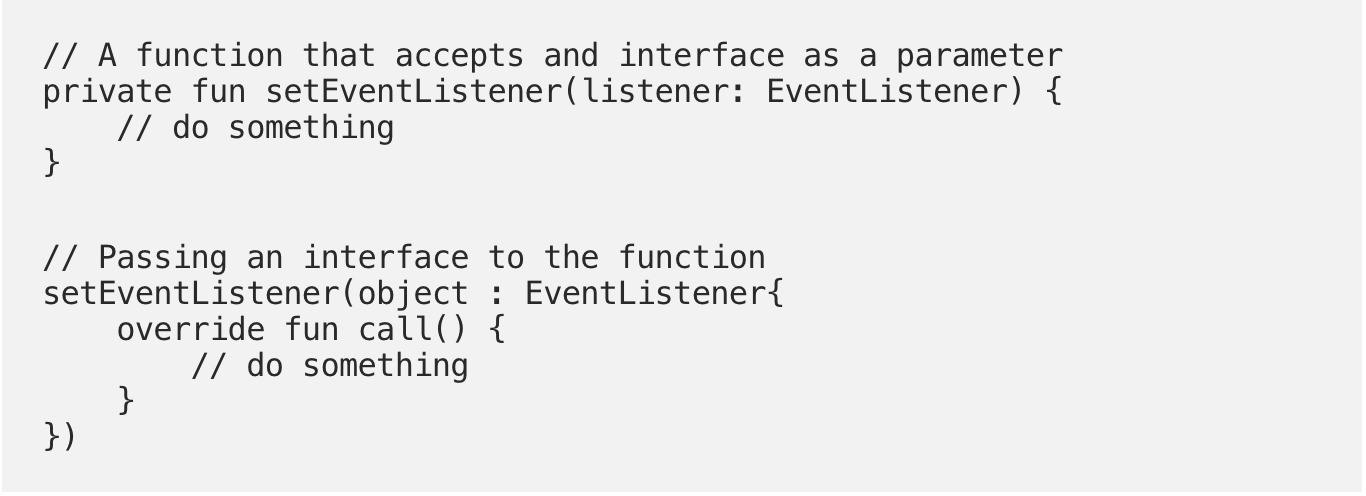 // A function that accepts and interface as a parameter
private fun setEventListener(listener: EventListener) {
    // do something
}
// Passing an interface to the function
setEventListener(object : EventListener{
    override fun call() {
        // do something
    }
})